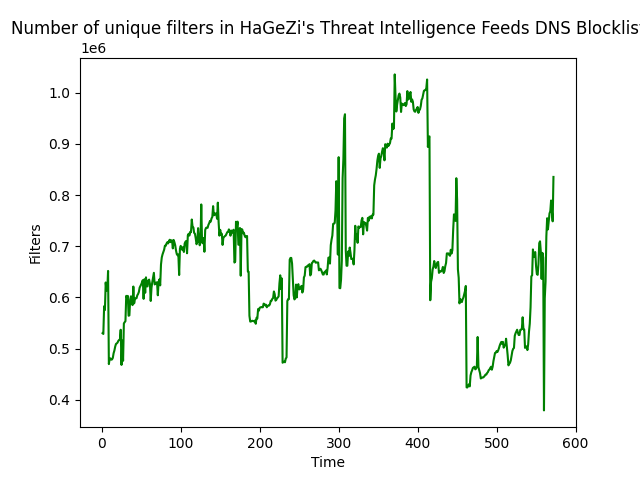 Number of unique filters in HaGeZi's Threat Intelligence Feeds DNS Blocklis
1e6
1.0
0.9
0.8
0.7
0.6
0.5
0.4
Filters
0 100 200 300 400 500 600
Time